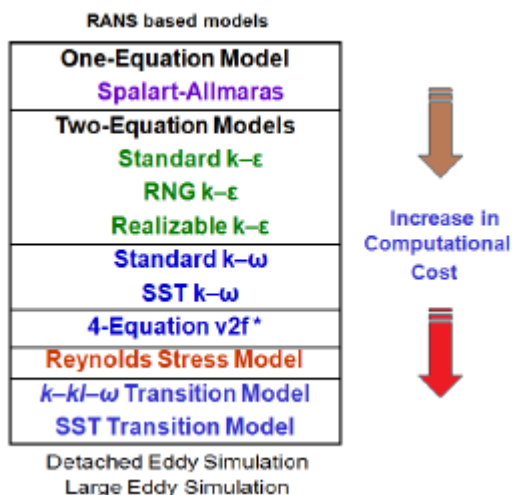 RANS based models
One-Equation Model
Spalart-Allmaras
Two-Equation Models
Standard k–ε
RNG k–ε
Realizable k–ε
Standard k–ω
SST k–ω
4-Equation v2f *
Reynolds Stress Model
k–kl–ω Transition Model
SST Transition Model
Detached Eddy Simulation
Large Eddy Simulation
Increase in
Computational
Cost